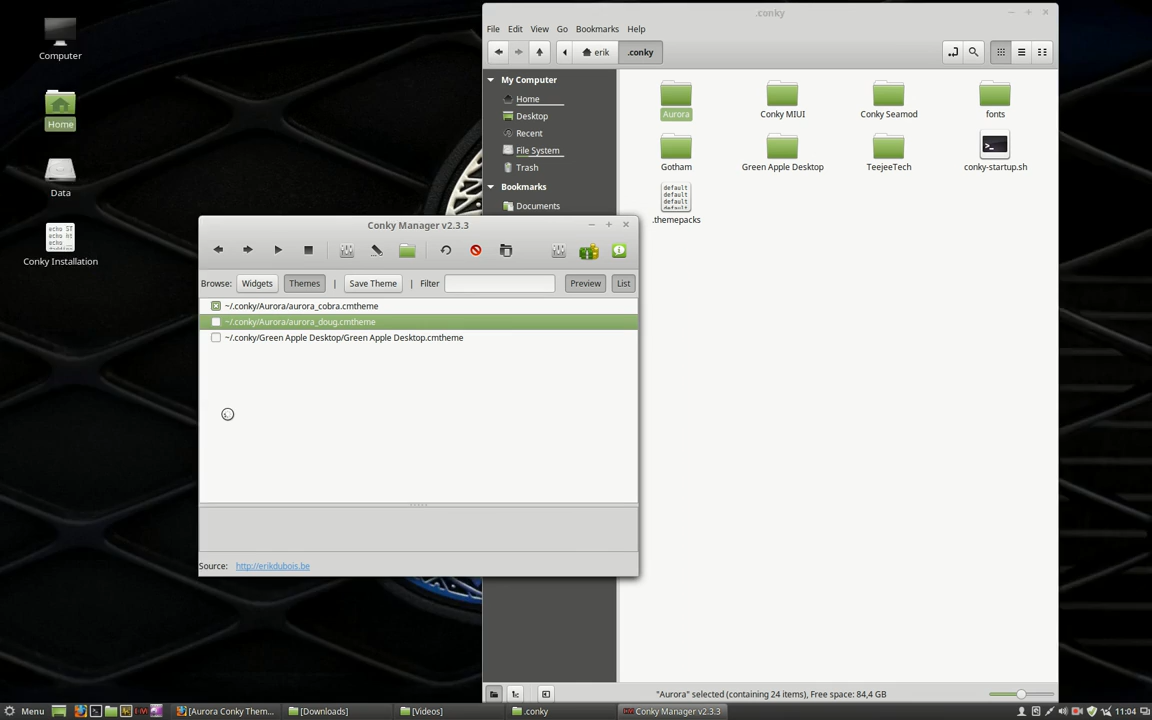 Computer
Home
Data
Conky Installation
.conky
File Edit View Go Bookmarks Help
erik .conky
My Computer
Home
Desktop
Recent
File System
Trash
Bookmarks
Documents
Aurora
Conky MIUI
Conky Seamod
fonts
Gotham
Green Apple Desktop
TeejeeTech
conky-startup.sh
default
default
default
default
.themepacks
Conky Manager v2.3.3
Browse: Widgets Themes | Save Theme | Filter Preview List
~/.conky/Aurora/aurora_cobra.cmtheme
~/.conky/Aurora/aurora_doug.cmtheme
~/.conky/Green Apple Desktop/Green Apple Desktop.cmtheme
Source: http://erikdubois.be
"Aurora" selected (containing 24 items), Free space: 84,4 GB
Menu [Aurora Conky Them... [Downloads] [Videos] .conky Conky Manager v2.3.3 11:04